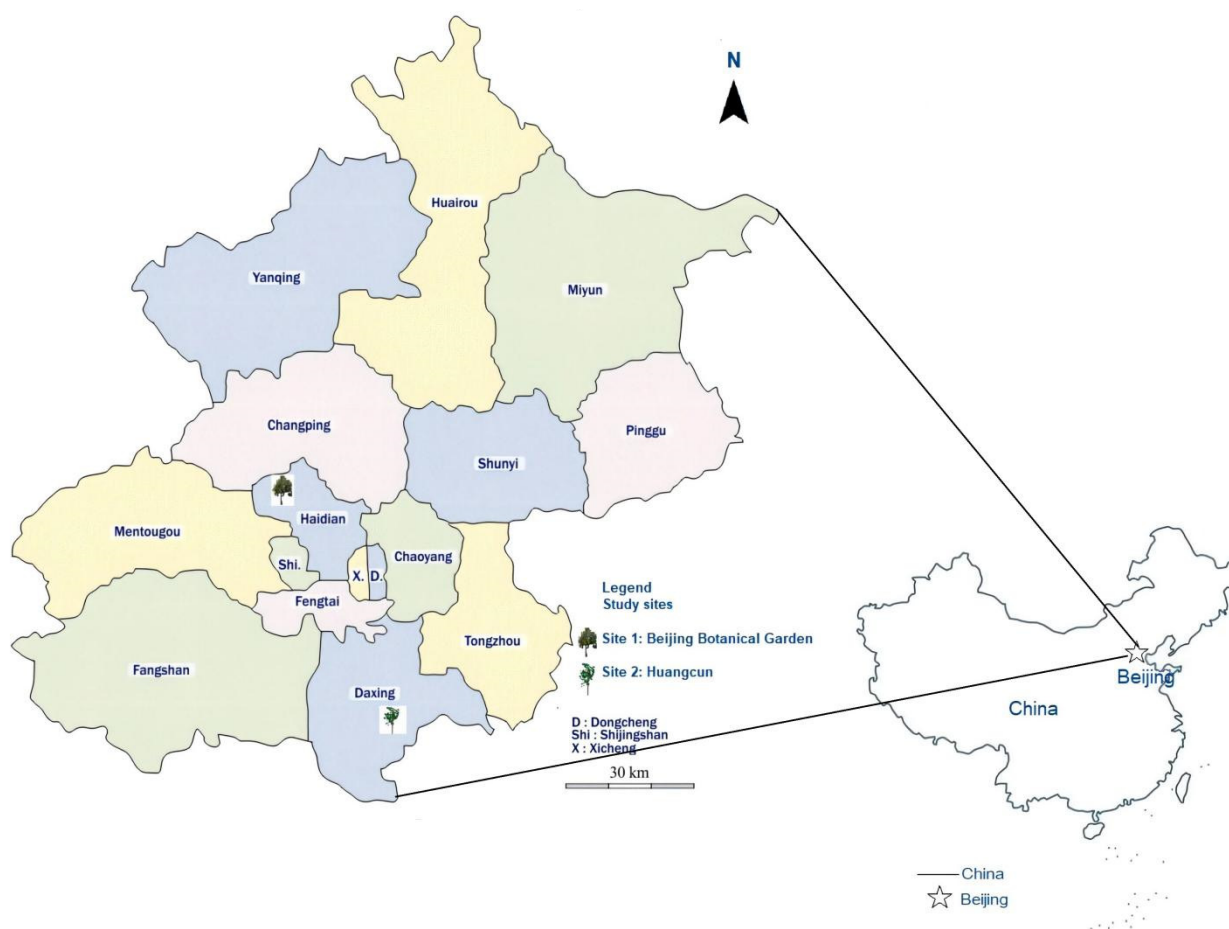 N
Huairou
Yanqing
Miyun
Changping
Pinggu
Shunyi
Haidian
Mentougou
Chaoyang
Shi.
X.
D.
Fengtai
Tongzhou
Fangshan
Daxing
Legend
Study sites
Site 1: Beijing Botanical Garden
Site 2: Huangcun
D : Dongcheng
Shi : Shijingshan
X : Xicheng
30 km
Beijing
China
China
Beijing